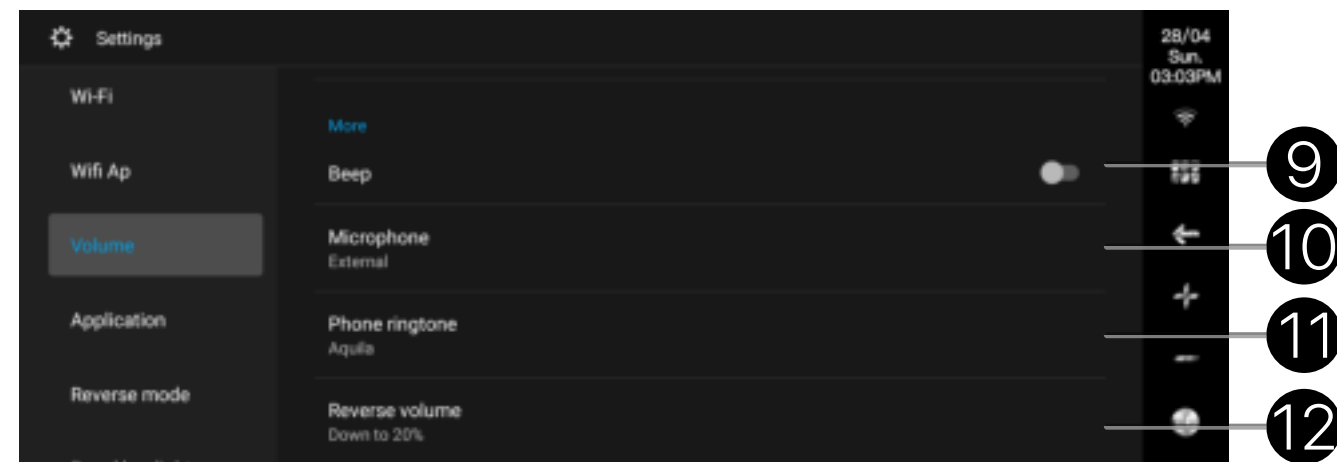 Settings
28/04
Sun.
03:03PM
Wi-Fi
Wifi Ap
Volume
Application
Reverse mode
More
Beep
Microphone
External
Phone ringtone
Aquila
Reverse volume
Down to 20%
9
10
11
12